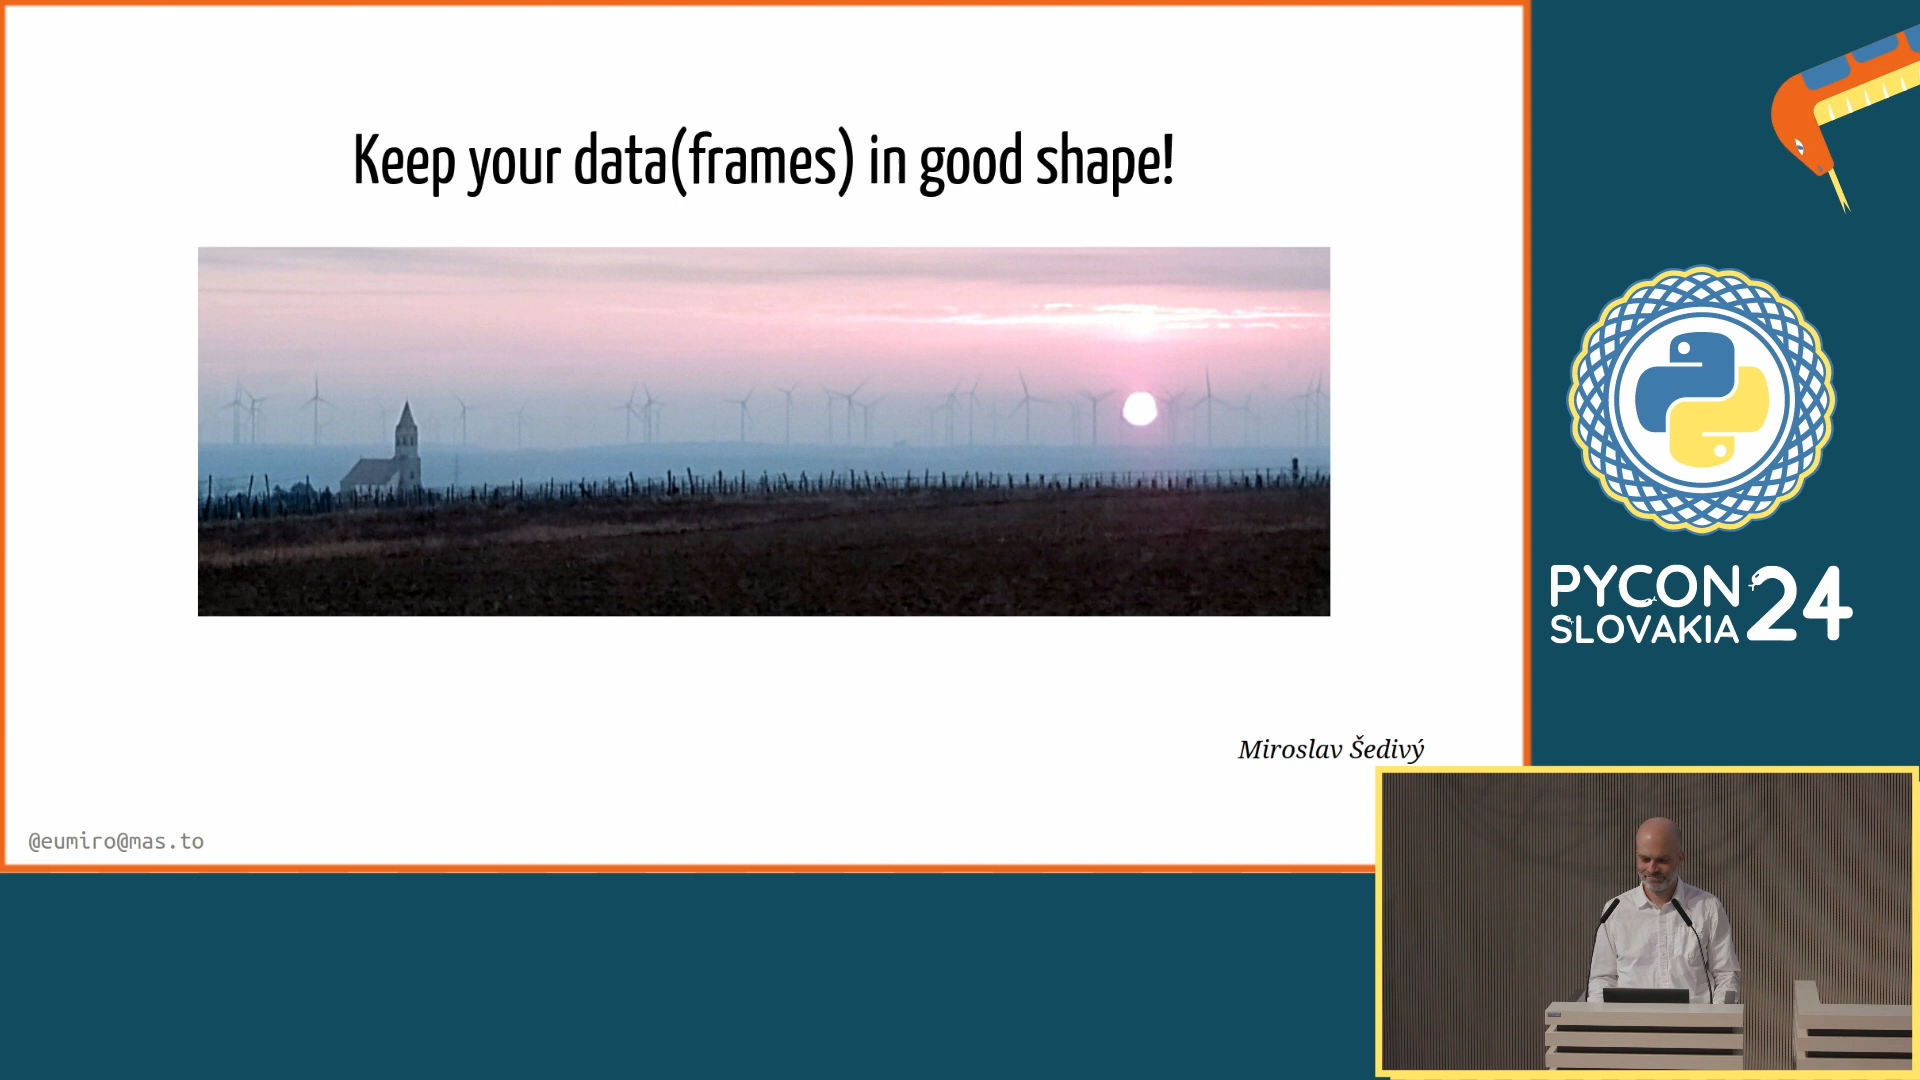 Keep your data(frames) in good shape!
Miroslav Šedivý
@eumiro@mas.to
PYCON
SLOVAKIA
24